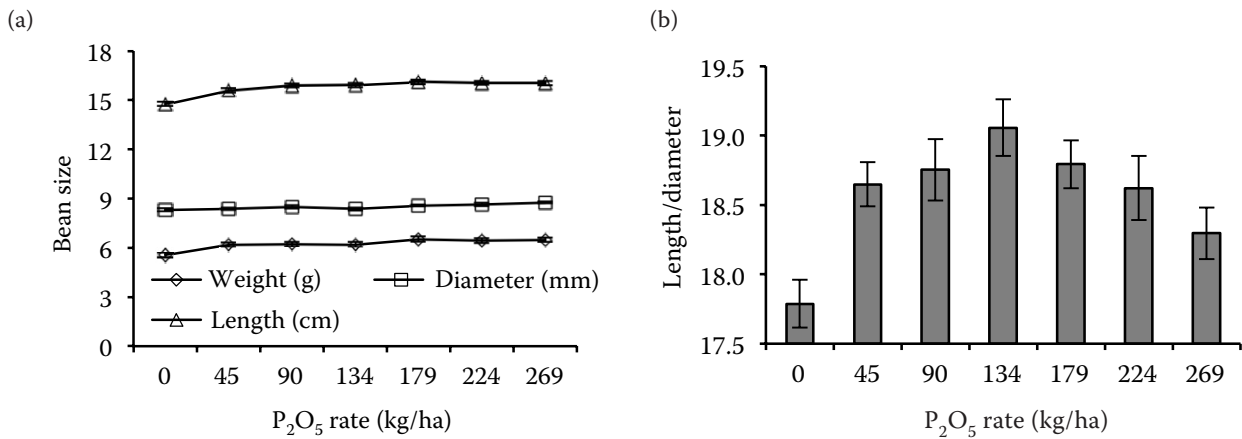 (a)
18
15
12
9
6
3
0
Bean size
Weight (g)
Diameter (mm)
Length (cm)
0 45 90 134 179 224 269
P₂O₅ rate (kg/ha)
(b)
19.5
19.0
18.5
18.0
17.5
Length/diameter
0 45 90 134 179 224 269
P₂O₅ rate (kg/ha)